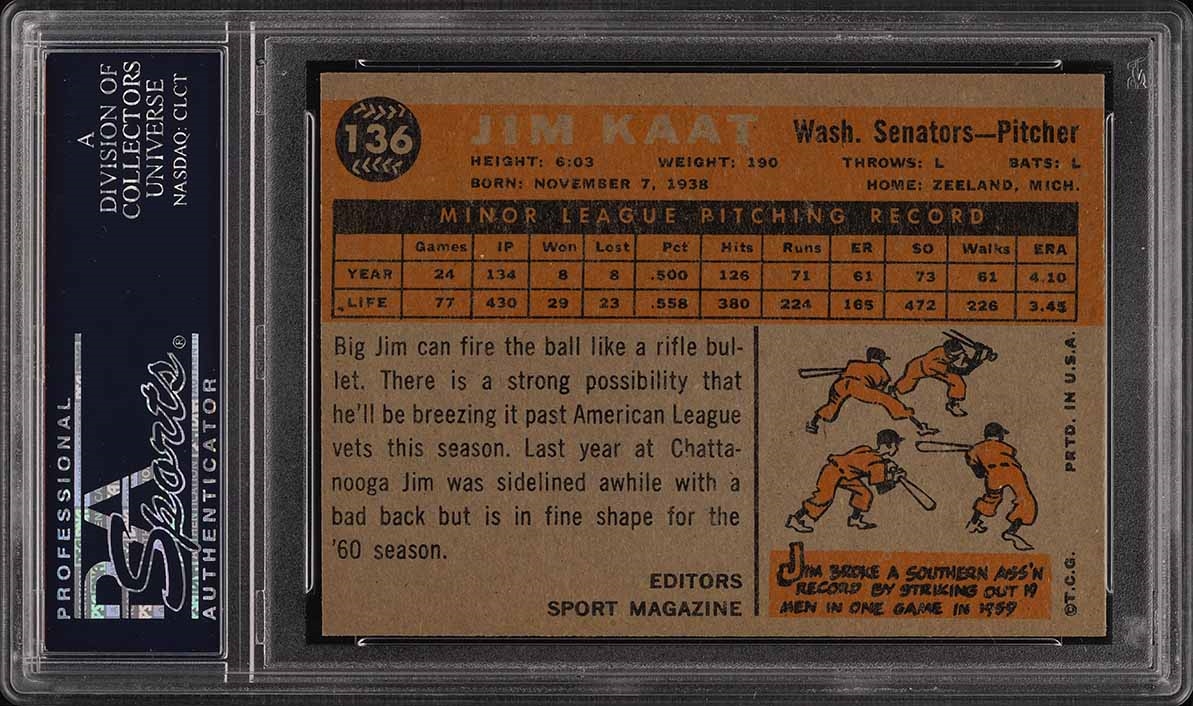 A
DIVISION OF
COLLECTORS
UNIVERSE
NASDAQ: CLCT
PROFESSIONAL
PSA
Sports®
AUTHENTICATOR
136
JIM KAAT
Wash. Senators—Pitcher
HEIGHT: 6:03 WEIGHT: 190 THROWS: L BATS: L
BORN: NOVEMBER 7, 1938 HOME: ZEELAND, MICH.
MINOR LEAGUE PITCHING RECORD
Games IP Won Lost Pct Hits Runs ER SO Walks ERA
YEAR 24 134 8 8 .500 126 71 61 73 61 4.10
LIFE 77 430 29 23 .558 380 224 165 472 226 3.45
Big Jim can fire the ball like a rifle bul-
let. There is a strong possibility that
he'll be breezing it past American League
vets this season. Last year at Chatta-
nooga Jim was sidelined awhile with a
bad back but is in fine shape for the
'60 season.
EDITORS
SPORT MAGAZINE
JIM BROKE A SOUTHERN ASS'N
RECORD BY STRIKING OUT 19
MEN IN ONE GAME IN 1959
©T.C.G. PRTD. IN U.S.A.